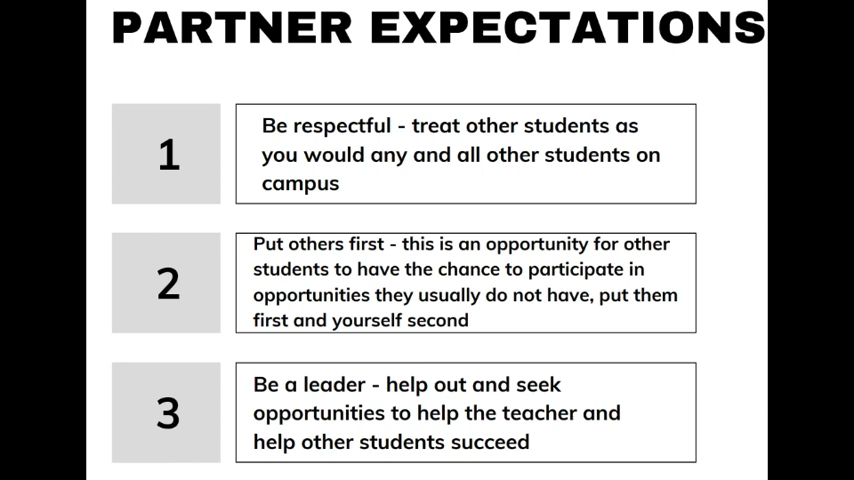 PARTNER EXPECTATIONS
1
Be respectful - treat other students as
you would any and all other students on
campus
2
Put others first - this is an opportunity for other
students to have the chance to participate in
opportunities they usually do not have, put them
first and yourself second
3
Be a leader - help out and seek
opportunities to help the teacher and
help other students succeed